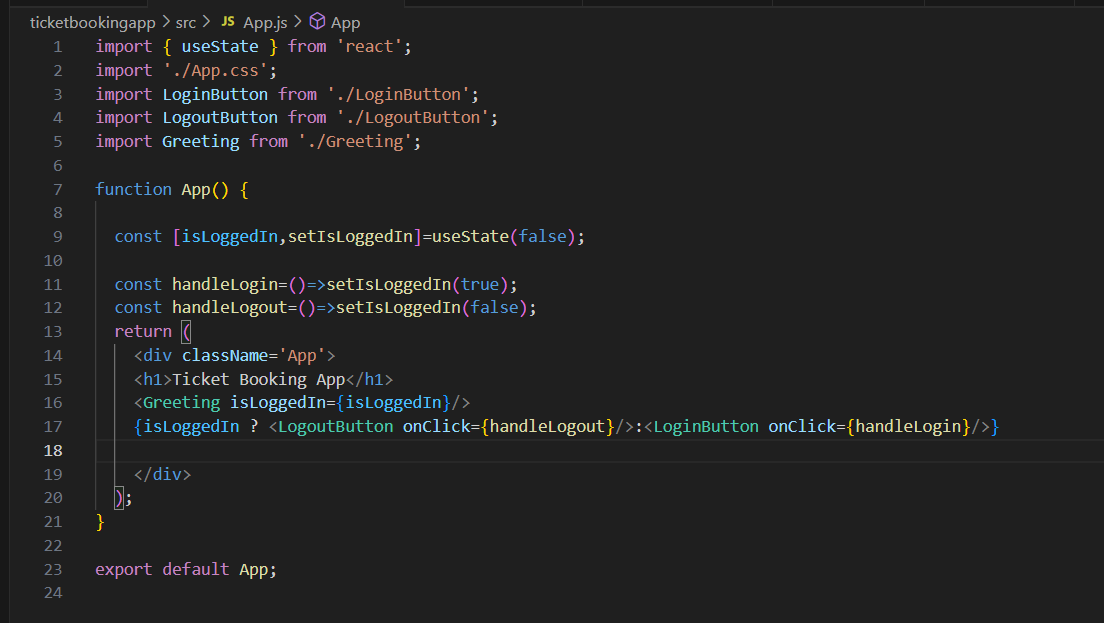 ticketbookingapp > src > JS App.js > App
1 import { useState } from 'react';
2 import './App.css';
3 import LoginButton from './LoginButton';
4 import LogoutButton from './LogoutButton';
5 import Greeting from './Greeting';
6
7 function App() {
8
9   const [isLoggedIn,setIsLoggedIn]=useState(false);
10
11   const handleLogin=()=>setIsLoggedIn(true);
12   const handleLogout=()=>setIsLoggedIn(false);
13   return (
14     <div className='App'>
15     <h1>Ticket Booking App</h1>
16     <Greeting isLoggedIn={isLoggedIn}/>
17     {isLoggedIn ? <LogoutButton onClick={handleLogout}/>:<LoginButton onClick={handleLogin}/>}
18
19     </div>
20   );
21 }
22
23 export default App;
24